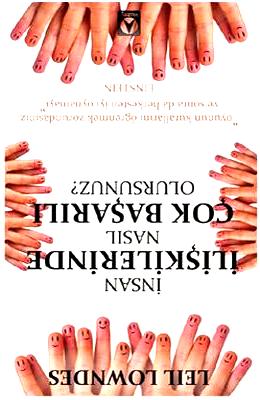 LEIL LOWNDES
İNSAN
İLİŞKİLERİNDE
NASIL
ÇOK BAŞARILI
OLURSUNUZ?
"oyunun kurallarını öğrenmek zorundasınız
ve sonra da herkesten iyi oynamayı"
EINSTEIN